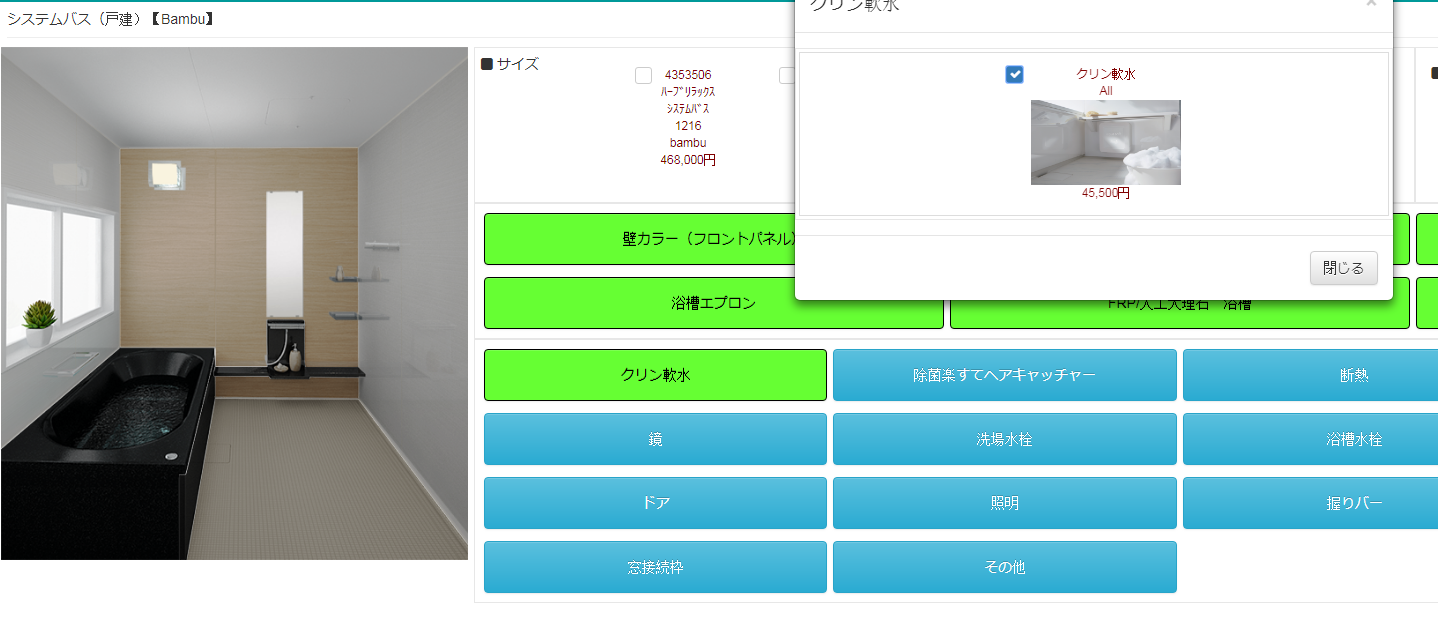 システムバス（戸建）【Bambu】
サイズ
4353506
ﾊｰﾌﾞﾘﾗｯｸｽ
ｼｽﾃﾑﾊﾞｽ
1216
bambu
468,000円
クリン軟水
×
クリン軟水
All
45,500円
閉じる
壁カラー（フロントパネル）
浴槽エプロン
FRP/人工大理石　浴槽
クリン軟水
除菌楽すてヘアキャッチャー
断熱
鏡
洗場水栓
浴槽水栓
ドア
照明
握りバー
窓接続枠
その他